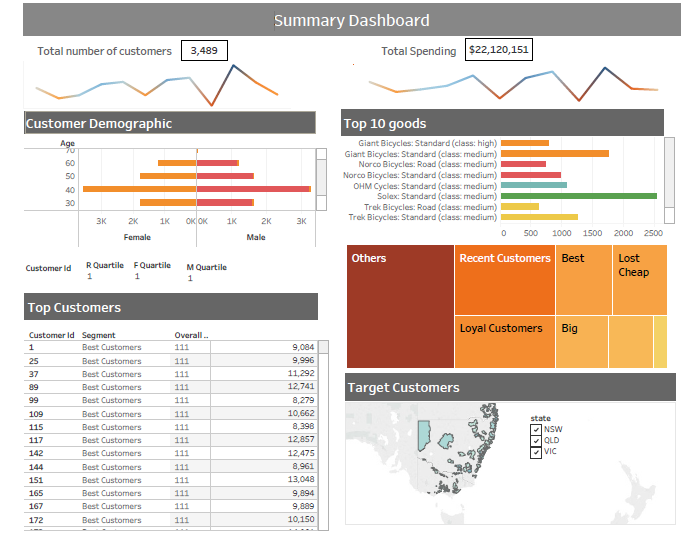 Summary Dashboard
Total number of customers 3,489
Total Spending $22,120,151
Customer Demographic
Age
70
60
50
40
30
3K 2K 1K 0K 0K 1K 2K 3K
Female Male
Customer Id R Quartile F Quartile M Quartile
1 1 1
Top 10 goods
Giant Bicycles: Standard (class: high)
Giant Bicycles: Standard (class: medium)
Norco Bicycles: Road (class: medium)
Norco Bicycles: Standard (class: medium)
OHM Cycles: Standard (class: medium)
Solex: Standard (class: medium)
Trek Bicycles: Road (class: medium)
Trek Bicycles: Standard (class: medium)
0 500 1000 1500 2000 2500
Others
Recent Customers
Best
Lost
Cheap
Loyal Customers
Big
Top Customers
Customer Id Segment Overall ..
1 Best Customers 111 9,084
25 Best Customers 111 9,996
37 Best Customers 111 11,292
89 Best Customers 111 12,741
99 Best Customers 111 8,279
109 Best Customers 111 10,662
115 Best Customers 111 8,398
117 Best Customers 111 12,857
142 Best Customers 111 12,475
144 Best Customers 111 8,961
151 Best Customers 111 13,048
165 Best Customers 111 9,894
167 Best Customers 111 9,889
172 Best Customers 111 10,150
Target Customers
state
NSW
QLD
VIC